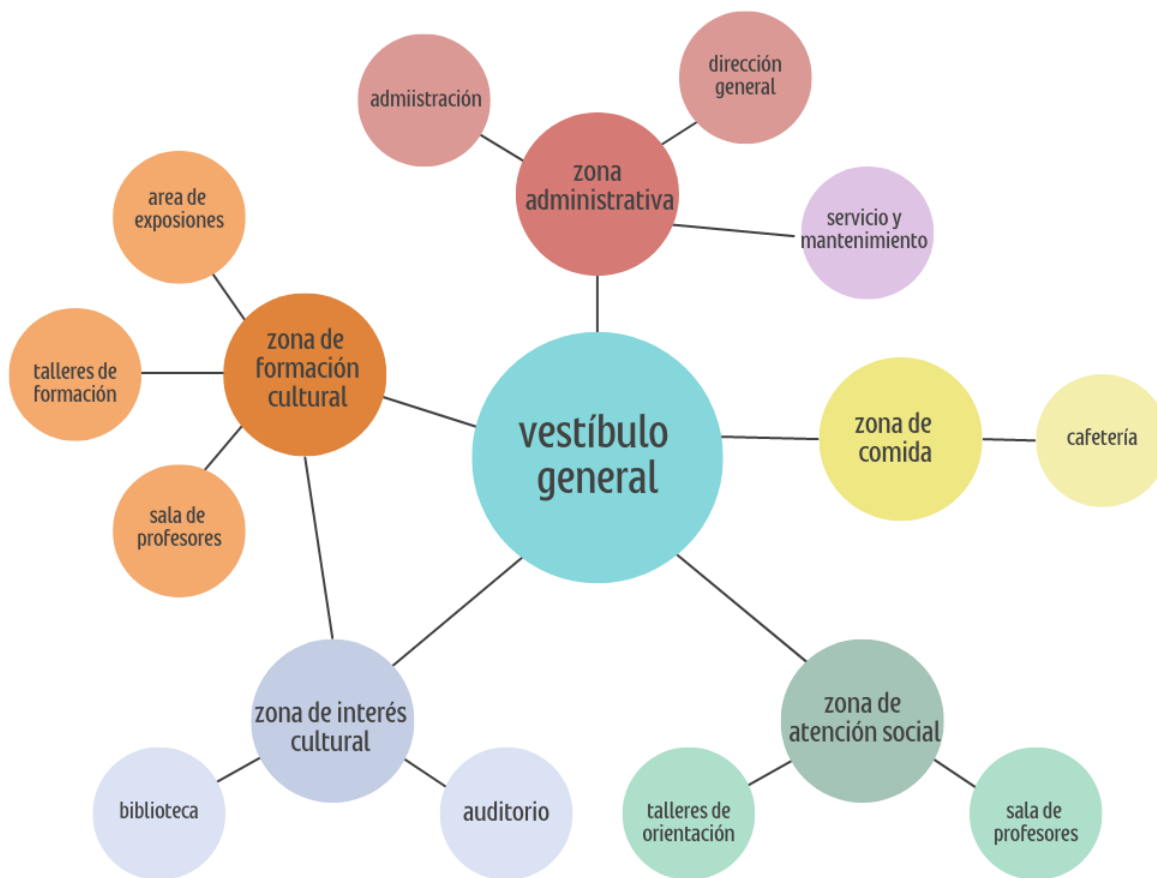 dirección
general
admiistración
zona
administrativa
servicio y
mantenimiento
area de
exposiones
zona de
formación
cultural
talleres de
formación
sala de
profesores
vestíbulo
general
zona de
comida
cafetería
zona de interés
cultural
biblioteca
auditorio
zona de
atención social
talleres de
orientación
sala de
profesores